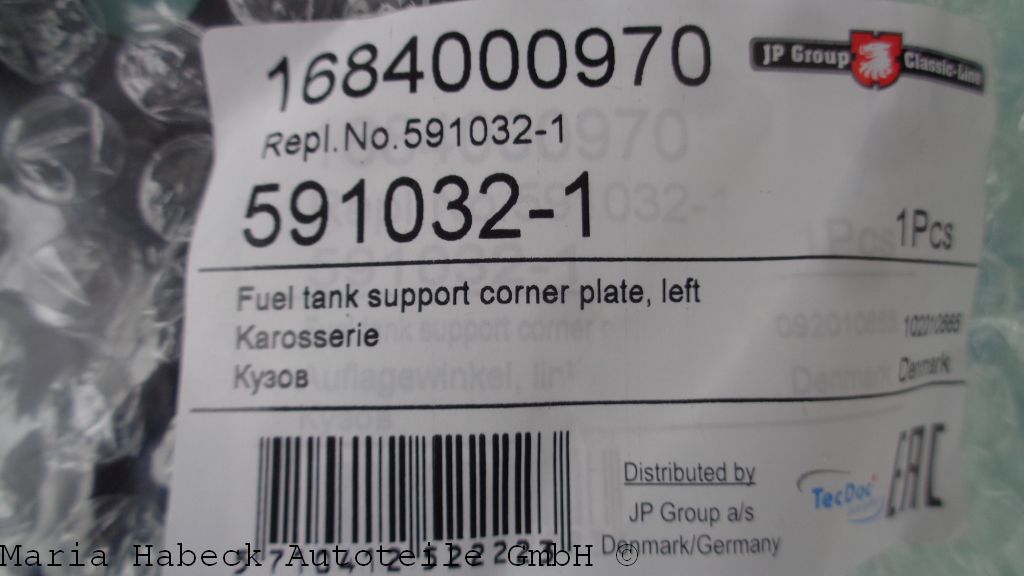 1684000970
JP Group Classic-Line
Repl.No.591032-1
591032-1
1Pcs
Fuel tank support corner plate, left
Karosserie
102210865
Кузов
Denmark
Distributed by
TecDoc
EAC
JP Group a/s
Denmark/Germany
Maria Habeck Autoteile GmbH ©